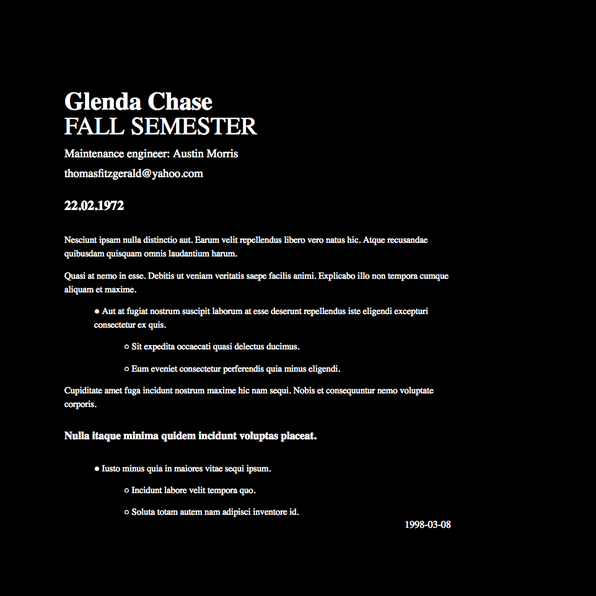 Glenda Chase
FALL SEMESTER
Maintenance engineer: Austin Morris
thomasfitzgerald@yahoo.com
22.02.1972
Nesciunt ipsam nulla distinctio aut. Earum velit repellendus libero vero natus hic. Atque recusandae
quibusdam quisquam omnis laudantium harum.
Quasi at nemo in esse. Debitis ut veniam veritatis saepe facilis animi. Explicabo illo non tempora cumque
aliquam et maxime.
● Aut at fugiat nostrum suscipit laborum at esse deserunt repellendus iste eligendi excepturi
consectetur ex quis.
○ Sit expedita occaecati quasi delectus ducimus.
○ Eum eveniet consectetur perferendis quia minus eligendi.
Cupiditate amet fuga incidunt nostrum maxime hic nam sequi. Nobis et consequuntur nemo voluptate
corporis.
Nulla itaque minima quidem incidunt voluptas placeat.
● Iusto minus quia in maiores vitae sequi ipsum.
○ Incidunt labore velit tempora quo.
○ Soluta totam autem nam adipisci inventore id.
1998-03-08